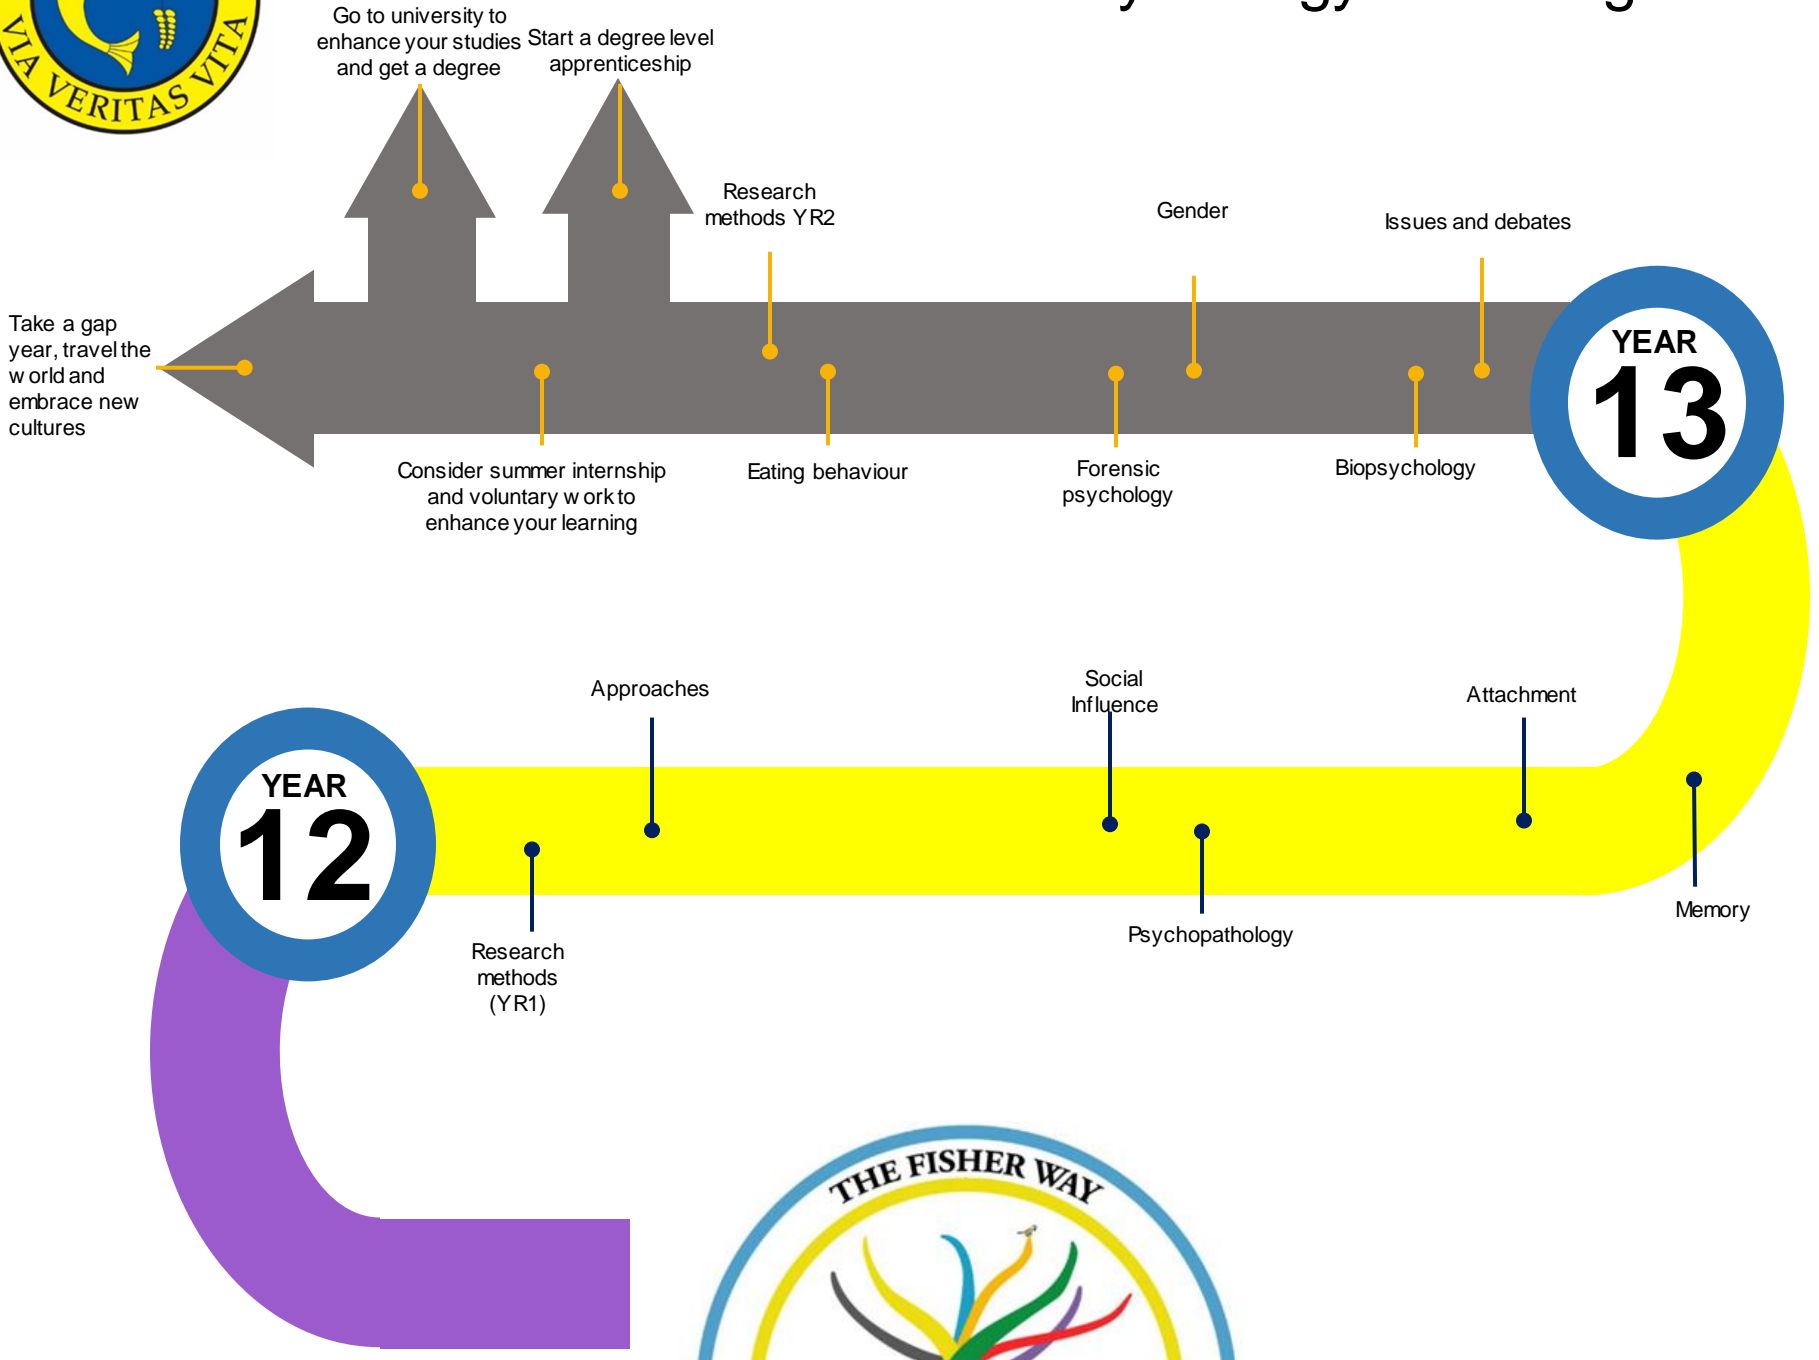 VIA VERITAS VITA
Go to university to
enhance your studies
and get a degree
Start a degree level
apprenticeship
Research
methods YR2
Gender
Issues and debates
Take a gap
year, travel the
world and
embrace new
cultures
YEAR
13
Consider summer internship
and voluntary work to
enhance your learning
Eating behaviour
Forensic
psychology
Biopsychology
Approaches
Social
Influence
Attachment
YEAR
12
Research
methods
(YR1)
Psychopathology
Memory
THE FISHER WAY